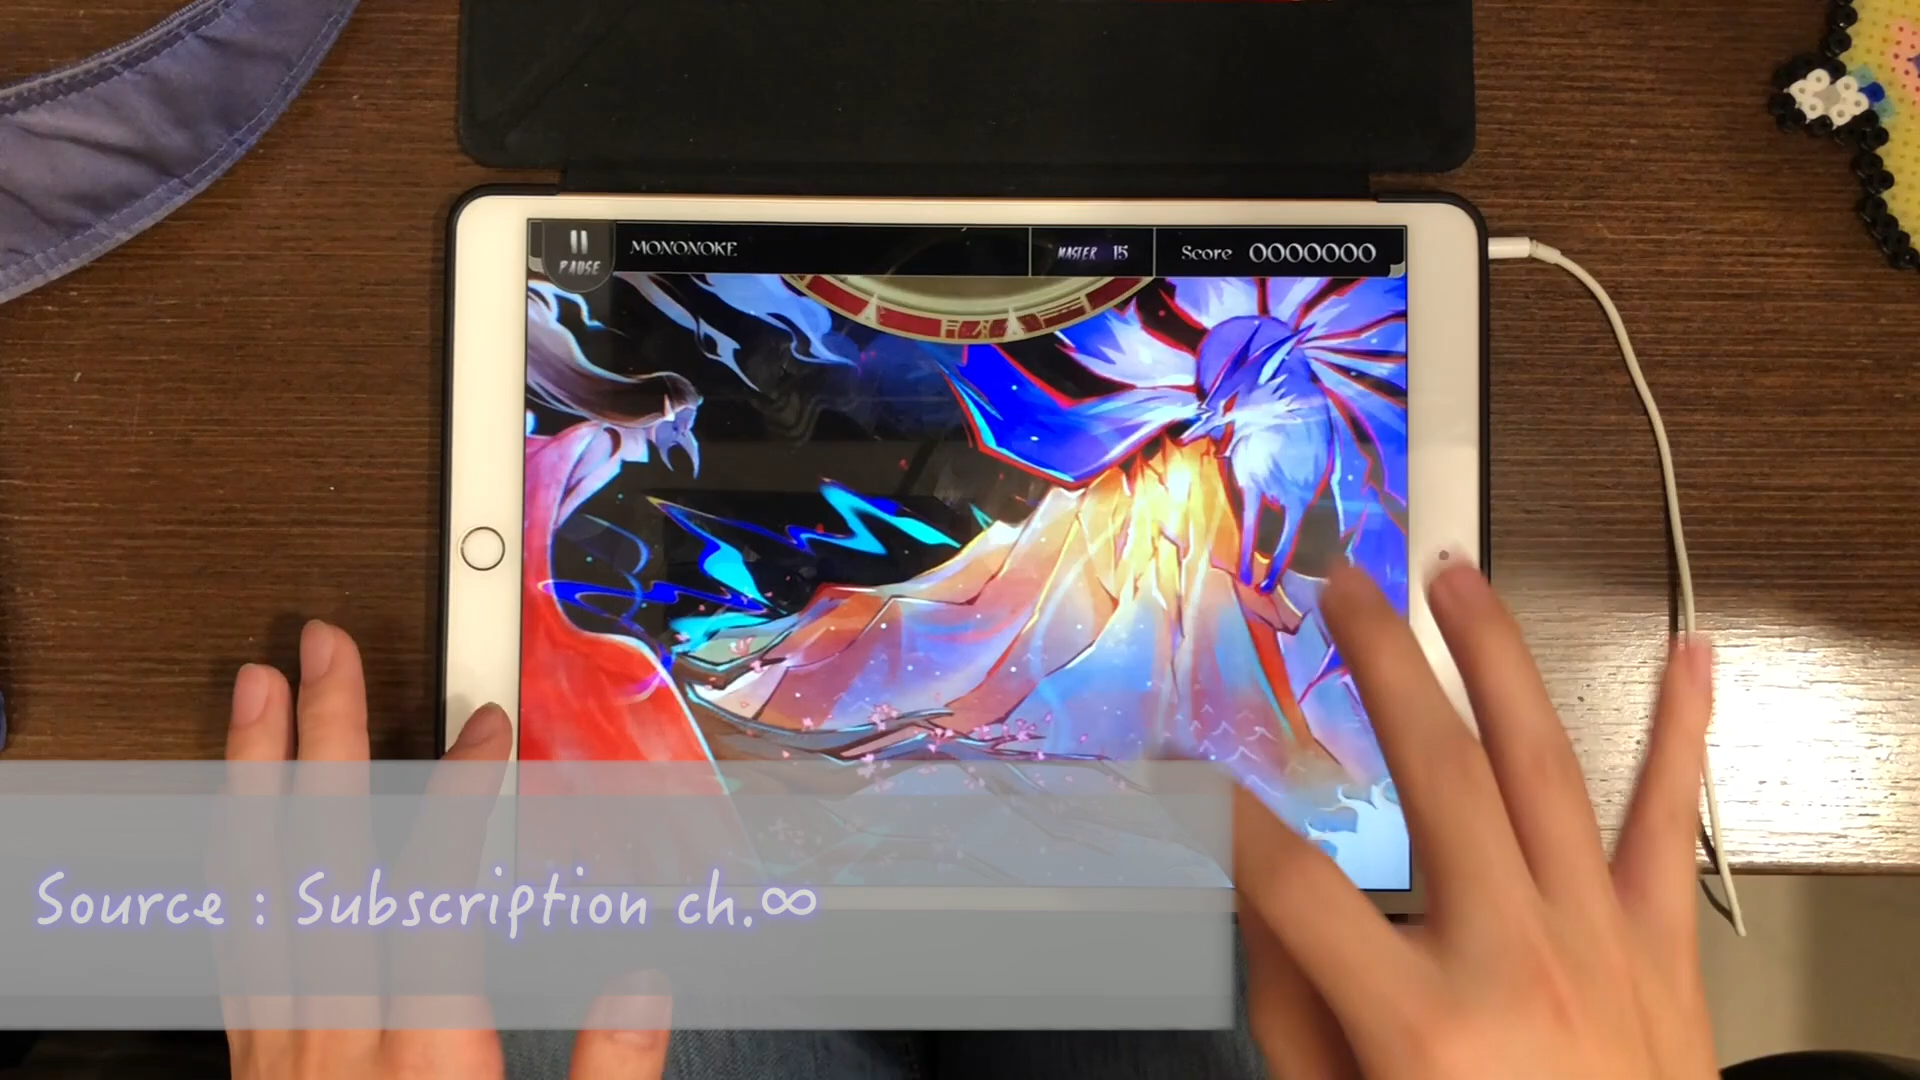 PAUSE
MONONOKE
MASTER 15
Score 0000000
Source : Subscription ch.∞